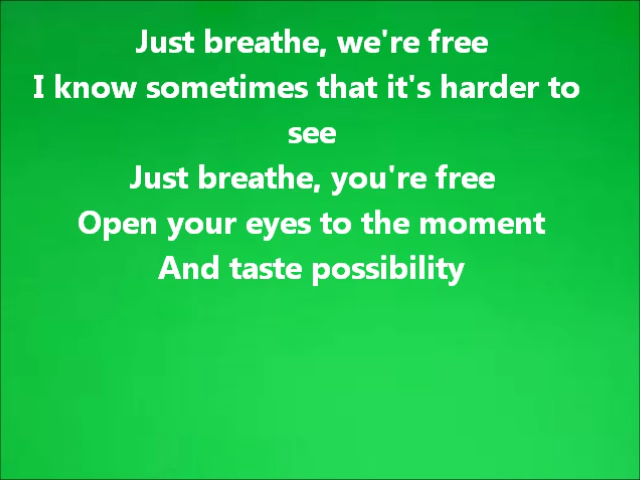 Just breathe, we're free
I know sometimes that it's harder to
see
Just breathe, you're free
Open your eyes to the moment
And taste possibility